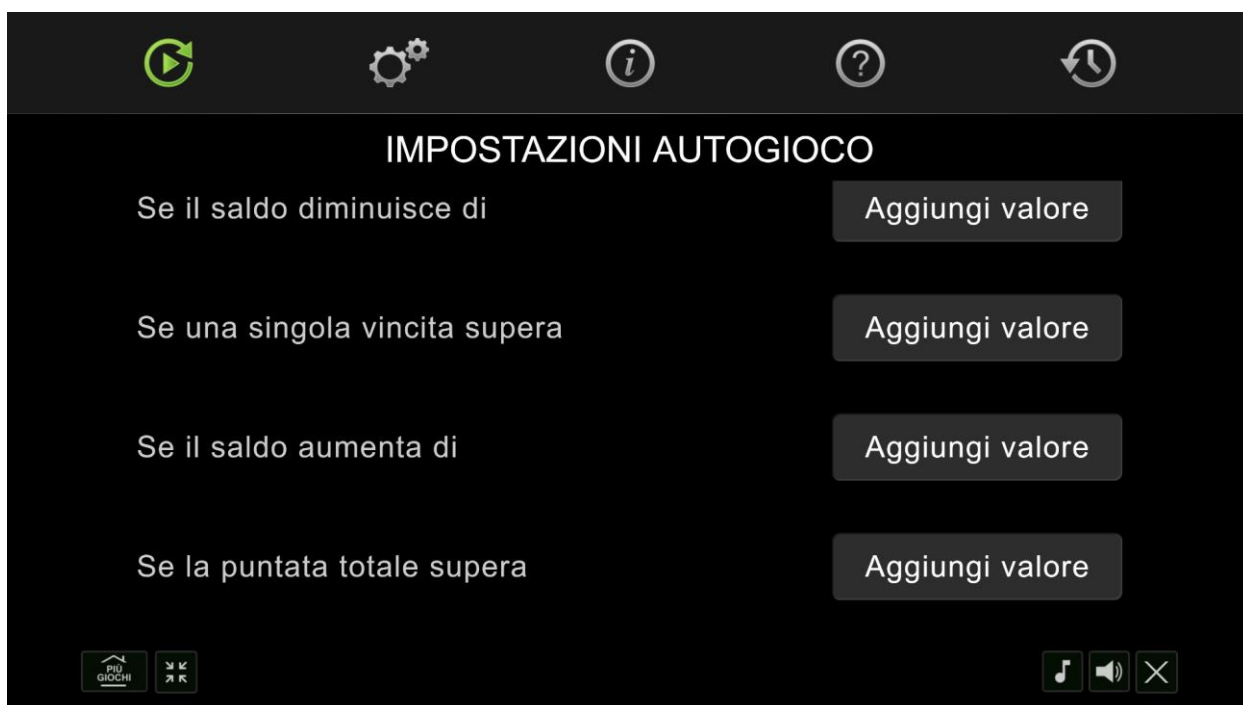 IMPOSTAZIONI AUTOGIOCO
Se il saldo diminuisce di Aggiungi valore
Se una singola vincita supera Aggiungi valore
Se il saldo aumenta di Aggiungi valore
Se la puntata totale supera Aggiungi valore
PIÙ
GIOCHI